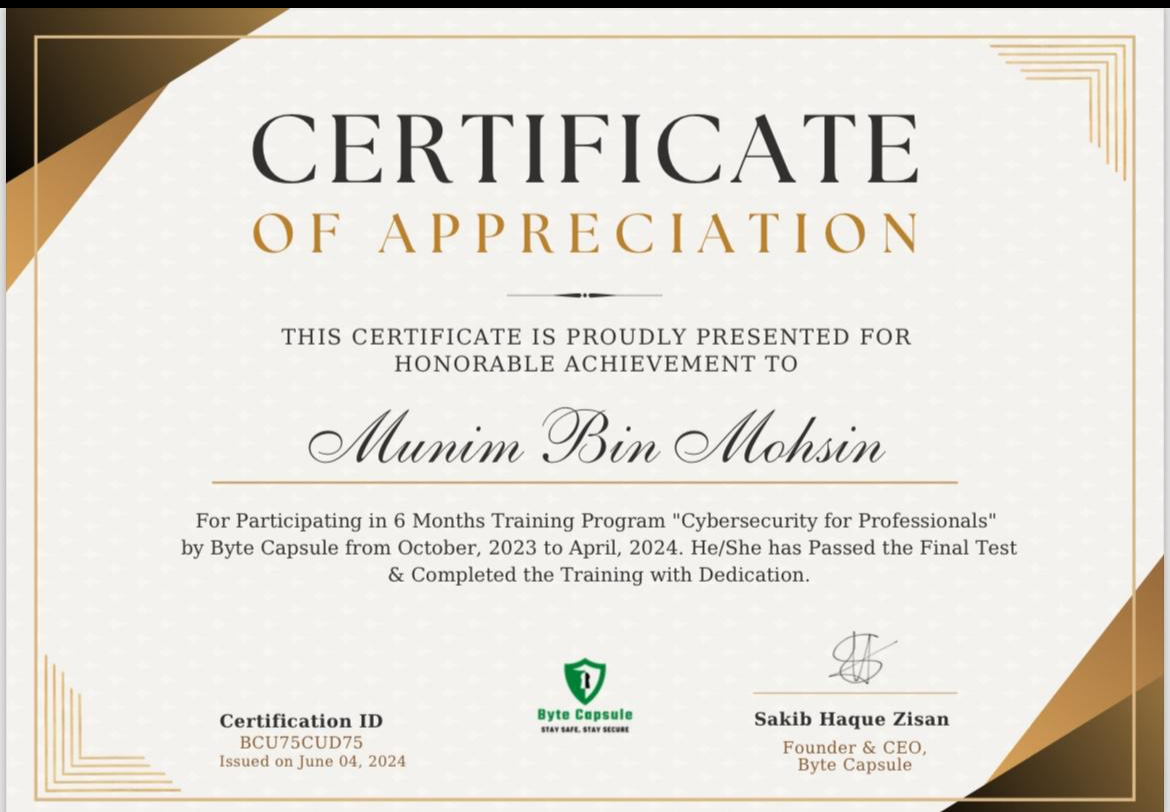 CERTIFICATE
OF APPRECIATION
THIS CERTIFICATE IS PROUDLY PRESENTED FOR
HONORABLE ACHIEVEMENT TO
Munim Bin Mohsin
For Participating in 6 Months Training Program "Cybersecurity for Professionals"
by Byte Capsule from October, 2023 to April, 2024. He/She has Passed the Final Test
& Completed the Training with Dedication.
Certification ID
BCU75CUD75
Issued on June 04, 2024
Byte Capsule
STAY SAFE, STAY SECURE
Sakib Haque Zisan
Founder & CEO,
Byte Capsule